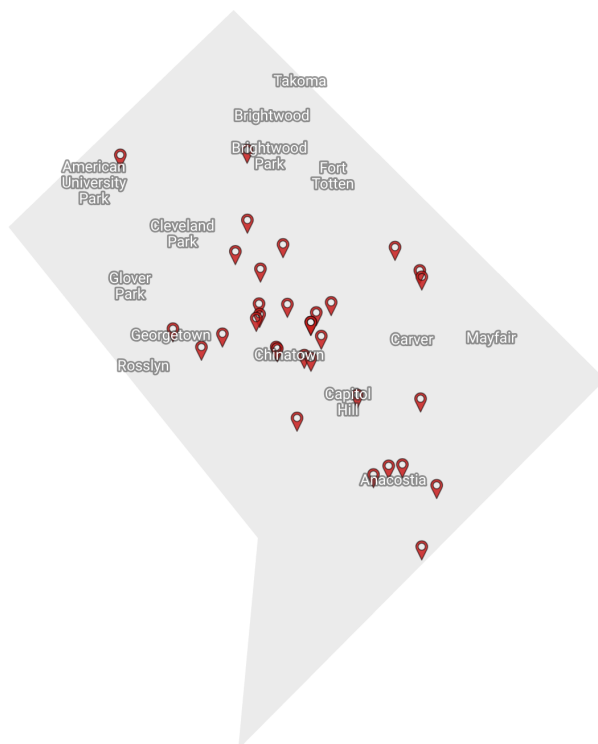 Takoma
Brightwood
Brightwood
Park
Fort
Totten
American
University
Park
Cleveland
Park
Glover
Park
Georgetown
Carver
Mayfair
Chinatown
Rosslyn
Capitol
Hill
Anacostia